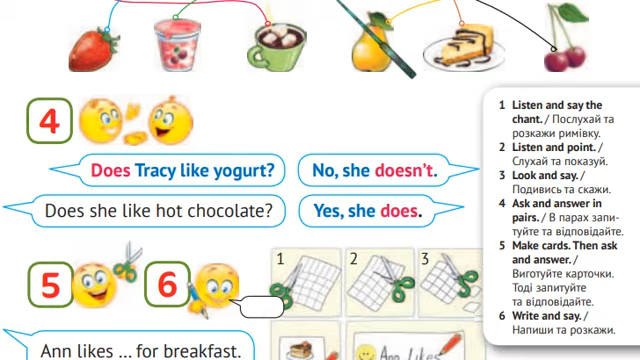 4
Does Tracy like yogurt?
No, she doesn't.
Does she like hot chocolate?
Yes, she does.
5
6
1
2
3
Ann likes ... for breakfast.
Ann likes
1 Listen and say the
chant. / Послухай та
розкажи римівку.
2 Listen and point. /
Слухай та показуй.
3 Look and say. /
Подивись та скажи.
4 Ask and answer in
pairs. / В парах запи-
туйте та відповідайте.
5 Make cards. Then ask
and answer. /
Виготуйте карточки.
Тоді запитуйте
та відповідайте.
6 Write and say. /
Напиши та розкажи.